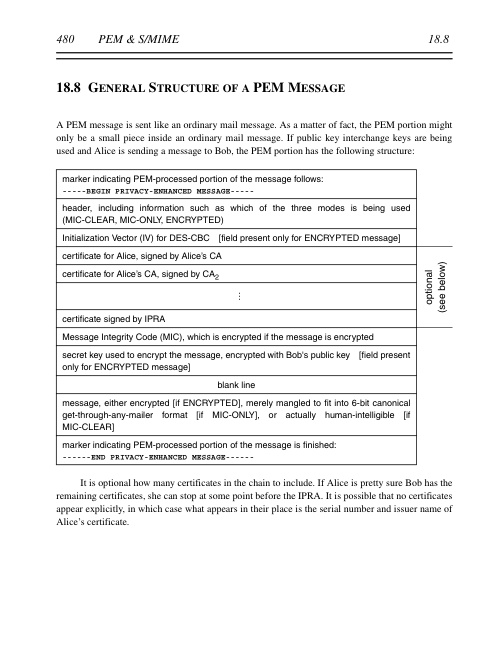 480 PEM & S/MIME 18.8
18.8 GENERAL STRUCTURE OF A PEM MESSAGE
A PEM message is sent like an ordinary mail message. As a matter of fact, the PEM portion might
only be a small piece inside an ordinary mail message. If public key interchange keys are being
used and Alice is sending a message to Bob, the PEM portion has the following structure:
marker indicating PEM-processed portion of the message follows:
-----BEGIN PRIVACY-ENHANCED MESSAGE-----
header, including information such as which of the three modes is being used
(MIC-CLEAR, MIC-ONLY, ENCRYPTED)
Initialization Vector (IV) for DES-CBC [field present only for ENCRYPTED message]
certificate for Alice, signed by Alice's CA
certificate for Alice's CA, signed by CA2
⋮
certificate signed by IPRA
optional
(see below)
Message Integrity Code (MIC), which is encrypted if the message is encrypted
secret key used to encrypt the message, encrypted with Bob's public key [field present
only for ENCRYPTED message]
blank line
message, either encrypted [if ENCRYPTED], merely mangled to fit into 6-bit canonical
get-through-any-mailer format [if MIC-ONLY], or actually human-intelligible [if
MIC-CLEAR]
marker indicating PEM-processed portion of the message is finished:
------END PRIVACY-ENHANCED MESSAGE------
It is optional how many certificates in the chain to include. If Alice is pretty sure Bob has the
remaining certificates, she can stop at some point before the IPRA. It is possible that no certificates
appear explicitly, in which case what appears in their place is the serial number and issuer name of
Alice's certificate.